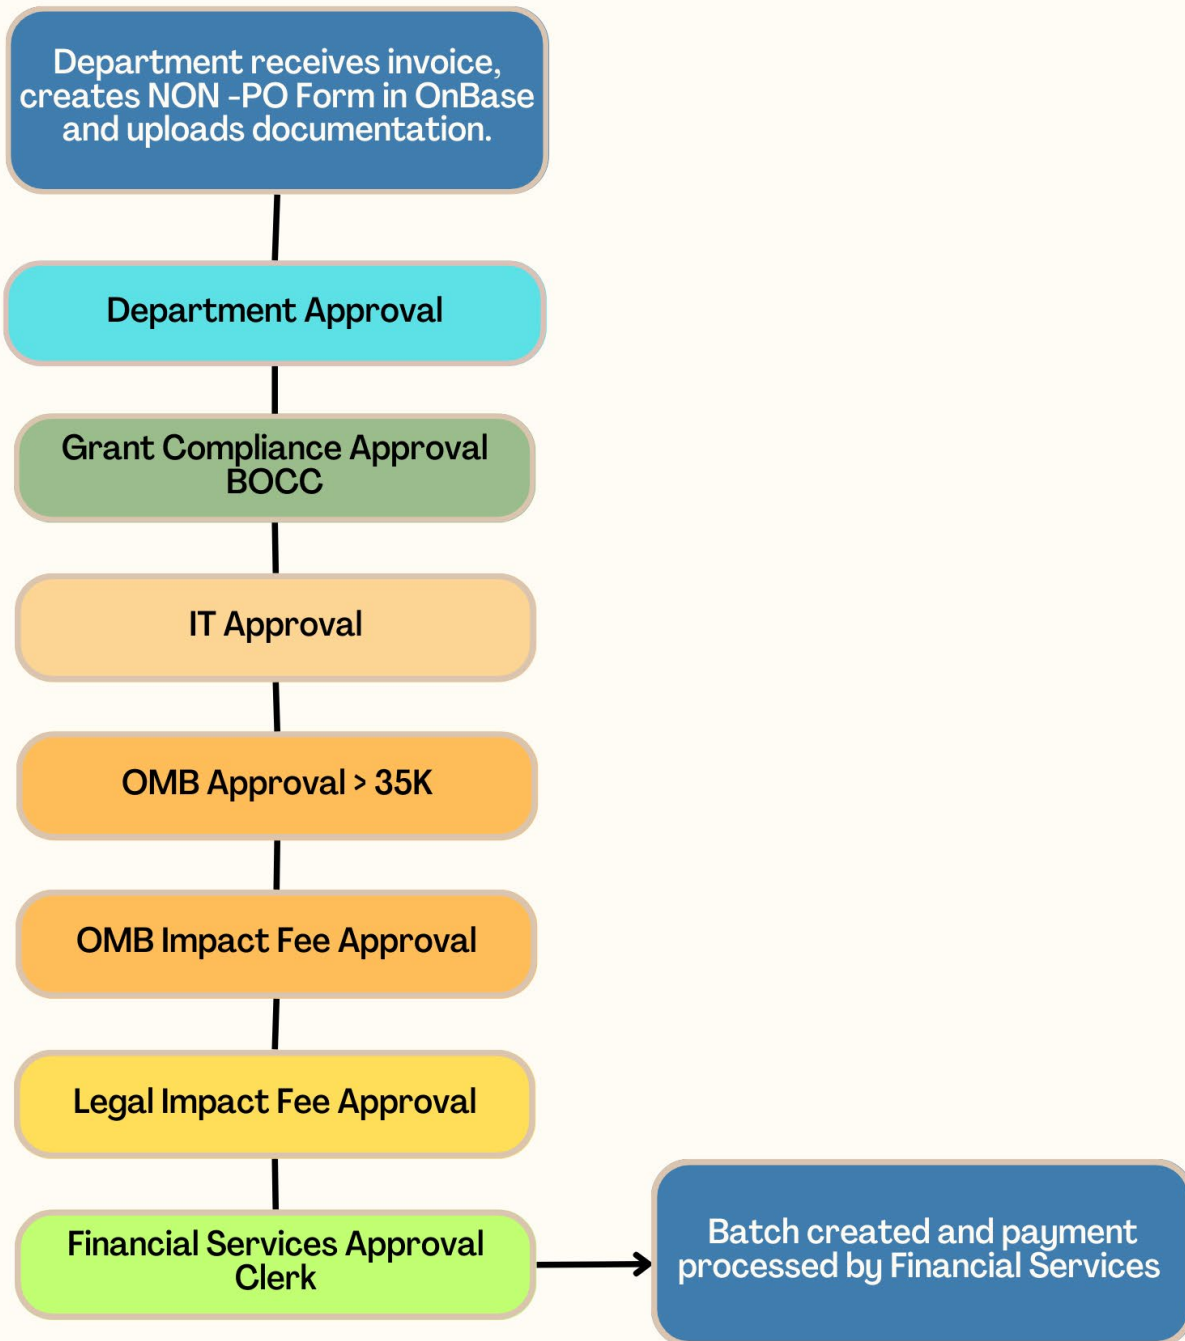 Department receives invoice,
creates NON -PO Form in OnBase
and uploads documentation.
Department Approval
Grant Compliance Approval
BOCC
IT Approval
OMB Approval > 35K
OMB Impact Fee Approval
Legal Impact Fee Approval
Financial Services Approval
Clerk
Batch created and payment
processed by Financial Services